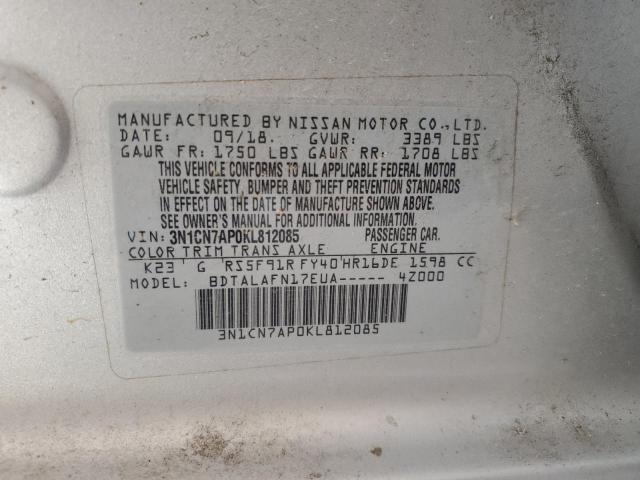 MANUFACTURED BY NISSAN MOTOR CO., LTD.
DATE: 09/18. GVWR: 3389 LBS
GAWR FR: 1750 LBS GAWR RR: 1708 LBS
THIS VEHICLE CONFORMS TO ALL APPLICABLE FEDERAL MOTOR
VEHICLE SAFETY, BUMPER AND THEFT PREVENTION STANDARDS
IN EFFECT ON THE DATE OF MANUFACTURE SHOWN ABOVE.
SEE OWNER'S MANUAL FOR ADDITIONAL INFORMATION.
VIN: 3N1CN7AP0KL812085 PASSENGER CAR.
COLOR TRIM TRANS AXLE ENGINE
K23 G RS5F91R FY40 HR16DE 1598 CC
MODEL: BDTALAFN17EUA----- 4Z000
3N1CN7AP0KL812085